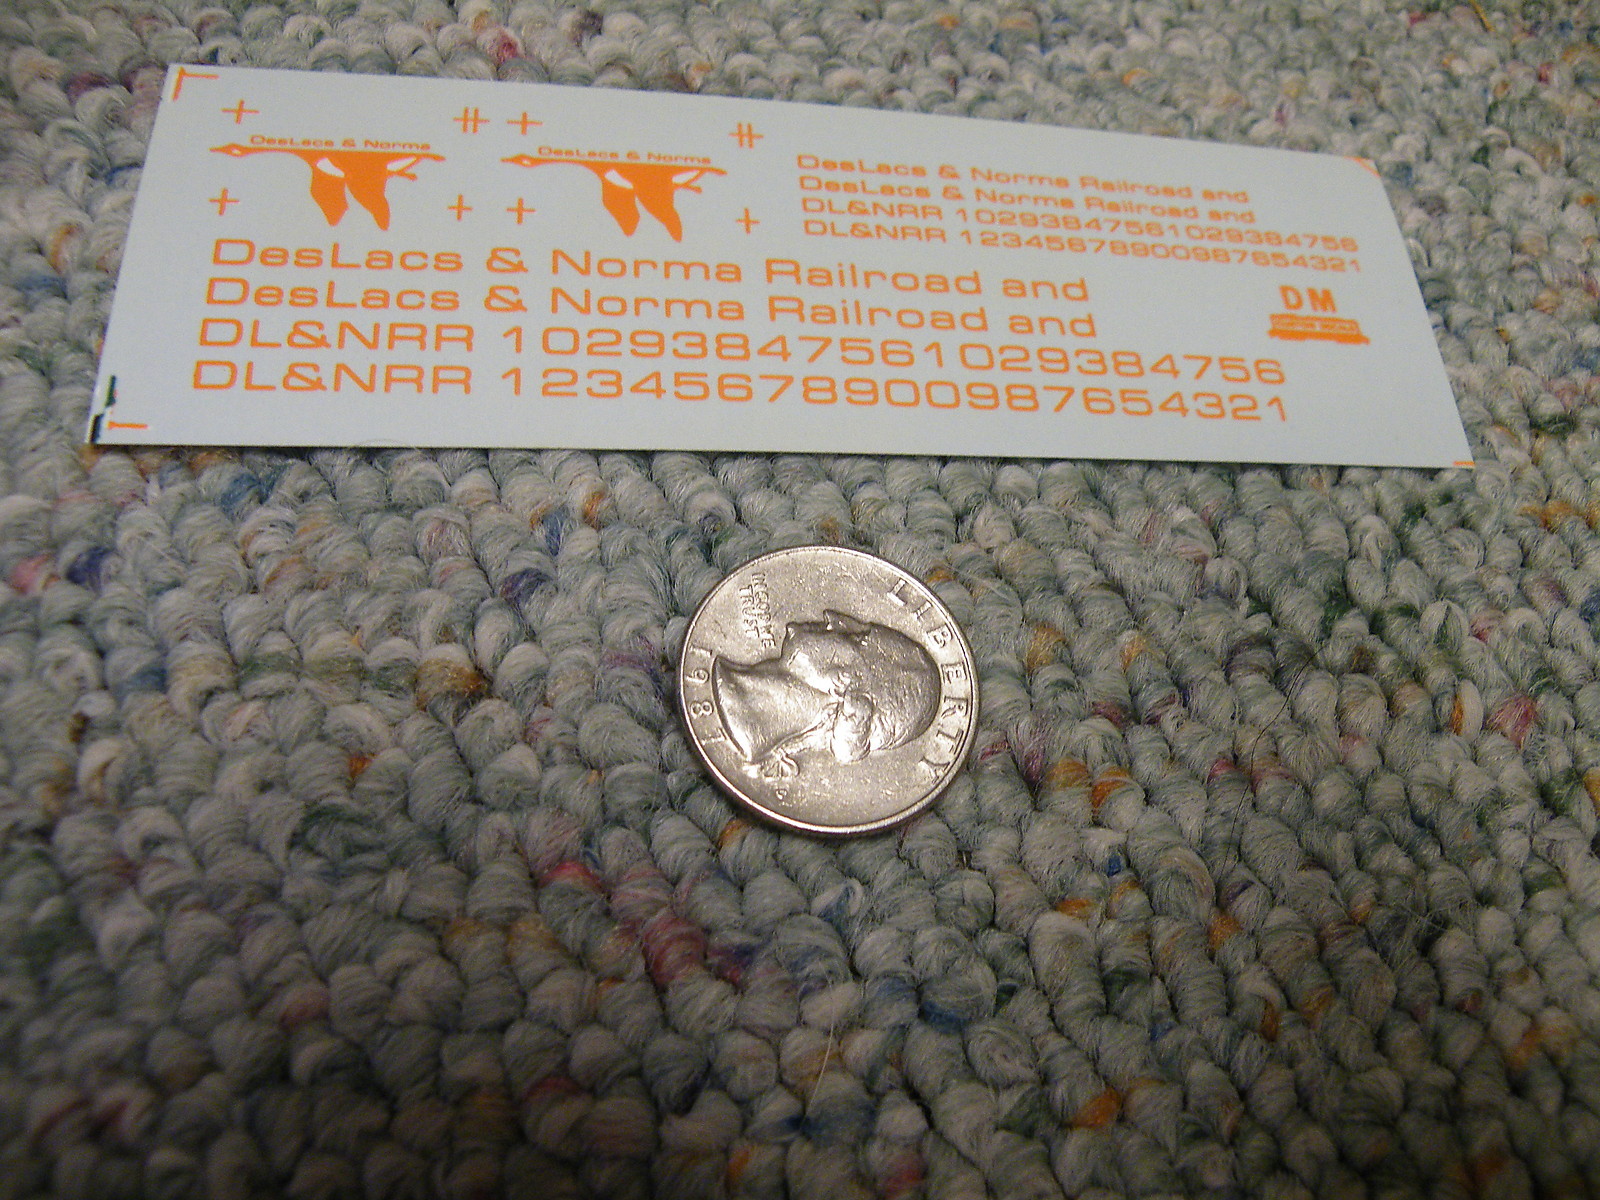 DesLacs & Norma
DesLacs & Norma
DesLacs & Norma Railroad and
DesLacs & Norma Railroad and
DL&NRR 10293847561029384756
DL&NRR 12345678900987654321
DesLacs & Norma Railroad and
DesLacs & Norma Railroad and
DL&NRR 10293847561029384756
DL&NRR 12345678900987654321
DM
LIBERTY
IN GOD WE
TRUST
1981